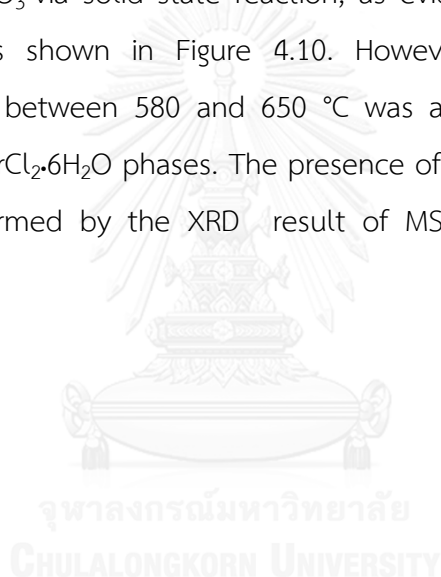 O₃ via solid state reaction, as evi
s shown in Figure 4.10. Howev
between 580 and 650 °C was a
rCl₂•6H₂O phases. The presence of
rmed by the XRD result of MS
จุฬาลงกรณ์มหาวิทยาลัย
CHULALONGKORN UNIVERSITY